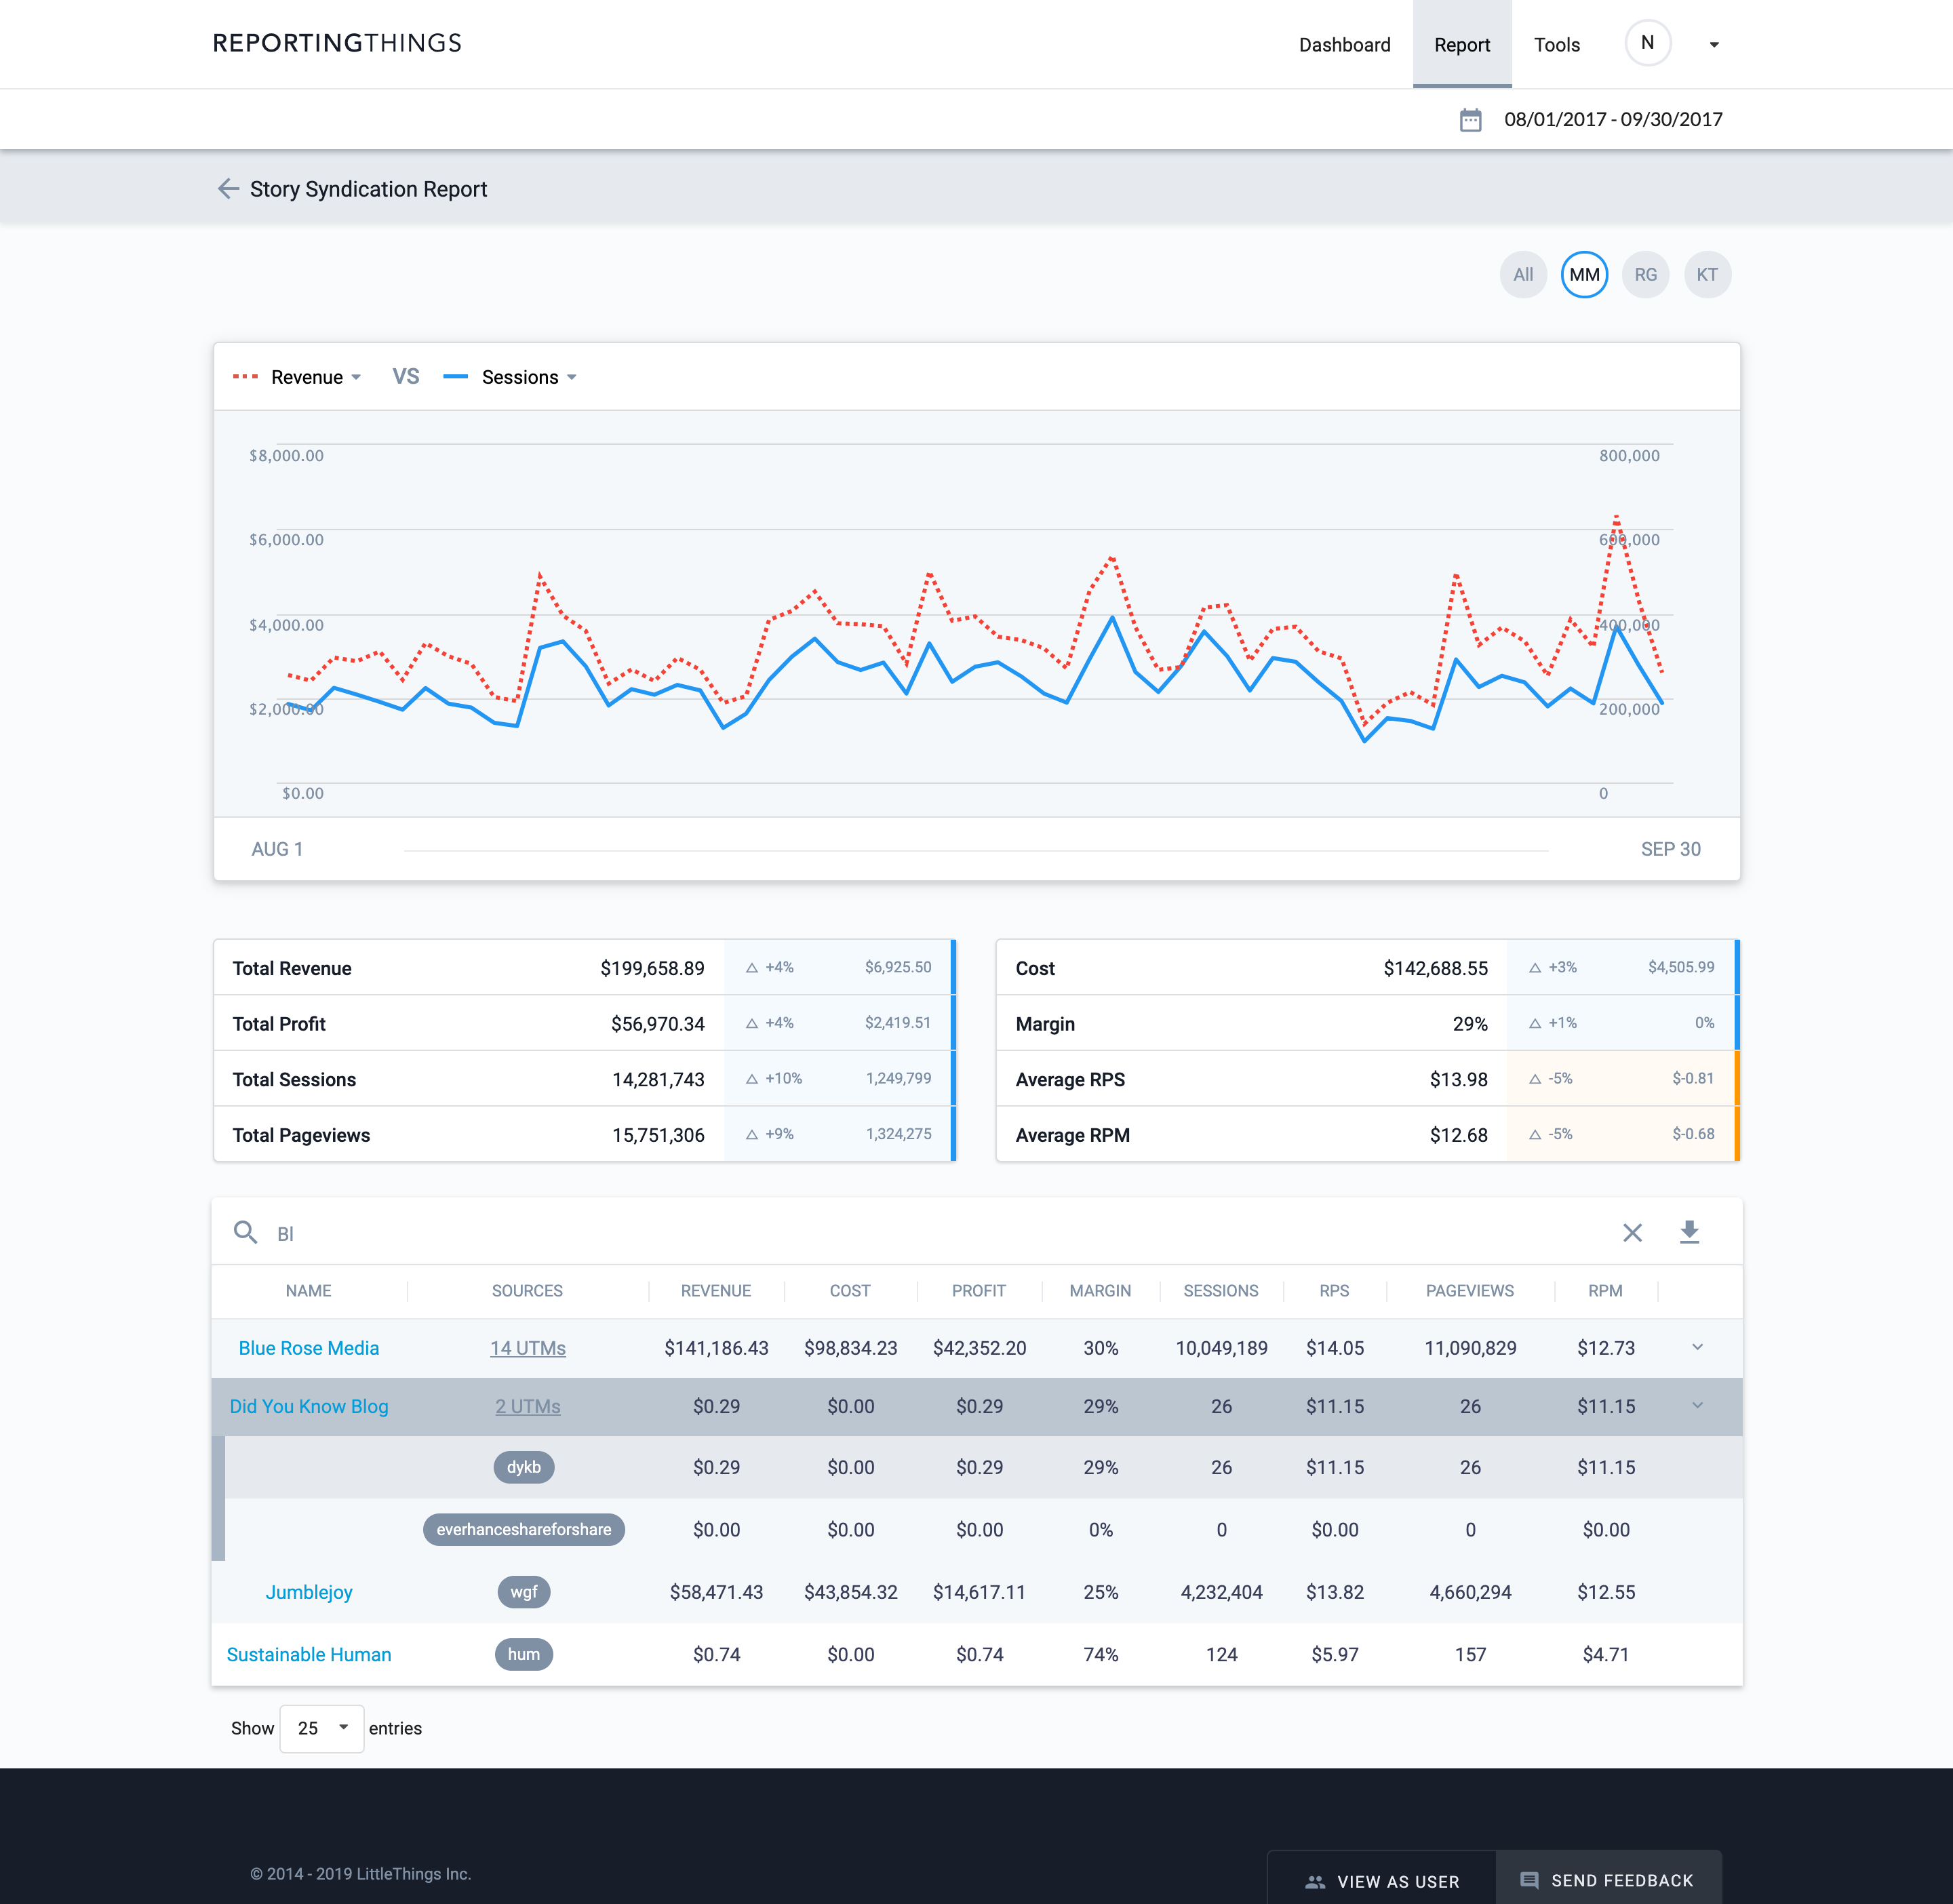 REPORTINGTHINGS
Dashboard
Report
Tools
N
08/01/2017 - 09/30/2017
Story Syndication Report
All
MM
RG
KT
Revenue
VS
Sessions
$8,000.00
800,000
$6,000.00
600,000
$4,000.00
400,000
$2,000.00
200,000
$0.00
0
AUG 1
SEP 30
Total Revenue $199,658.89 △ +4% $6,925.50
Total Profit $56,970.34 △ +4% $2,419.51
Total Sessions 14,281,743 △ +10% 1,249,799
Total Pageviews 15,751,306 △ +9% 1,324,275
Cost $142,688.55 △ +3% $4,505.99
Margin 29% △ +1% 0%
Average RPS $13.98 △ -5% $-0.81
Average RPM $12.68 △ -5% $-0.68
Bl
NAME SOURCES REVENUE COST PROFIT MARGIN SESSIONS RPS PAGEVIEWS RPM
Blue Rose Media 14 UTMs $141,186.43 $98,834.23 $42,352.20 30% 10,049,189 $14.05 11,090,829 $12.73
Did You Know Blog 2 UTMs $0.29 $0.00 $0.29 29% 26 $11.15 26 $11.15
dykb $0.29 $0.00 $0.29 29% 26 $11.15 26 $11.15
everhanceshareforshare $0.00 $0.00 $0.00 0% 0 $0.00 0 $0.00
Jumblejoy wgf $58,471.43 $43,854.32 $14,617.11 25% 4,232,404 $13.82 4,660,294 $12.55
Sustainable Human hum $0.74 $0.00 $0.74 74% 124 $5.97 157 $4.71
Show 25 entries
© 2014 - 2019 LittleThings Inc.
VIEW AS USER
SEND FEEDBACK